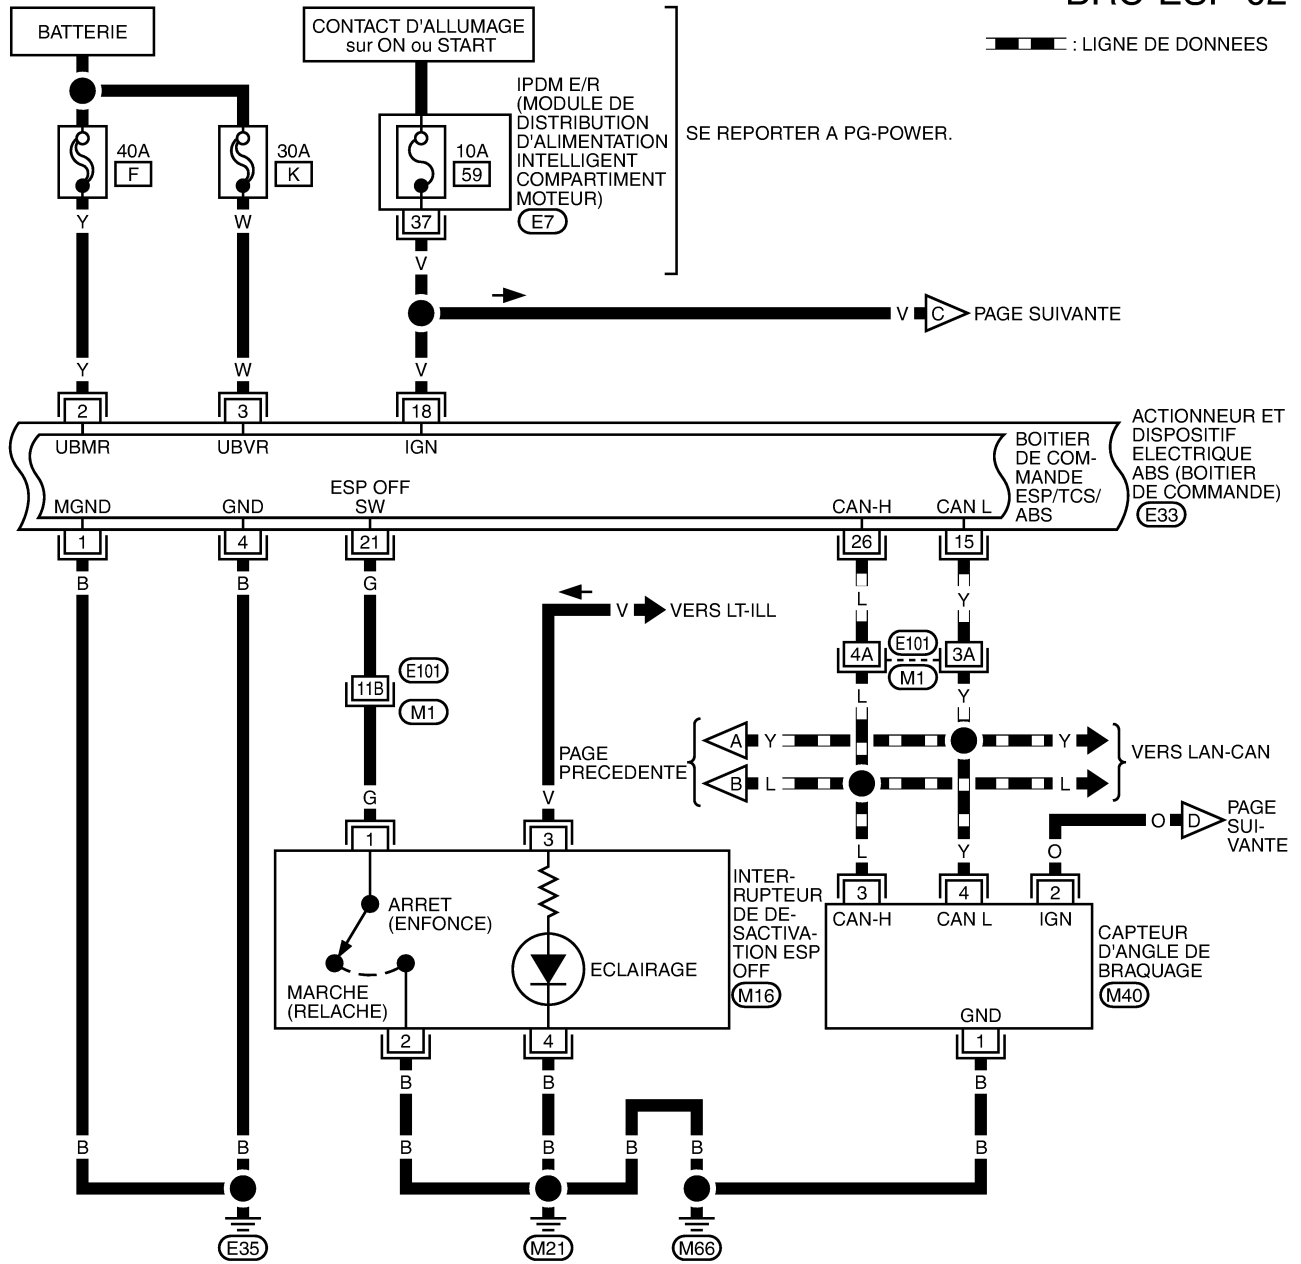 BRC-ESP-02
BATTERIE
CONTACT D'ALLUMAGE
sur ON ou START
: LIGNE DE DONNEES
IPDM E/R
(MODULE DE
DISTRIBUTION
D'ALIMENTATION
INTELLIGENT
COMPARTIMENT
MOTEUR)
E7
SE REPORTER A PG-POWER.
40A
F
30A
K
10A
59
37
Y
W
V
V
C
PAGE SUIVANTE
Y
W
V
2
3
18
UBMR
UBVR
IGN
BOITIER
DE COM-
MANDE
ESP/TCS/
ABS
ACTIONNEUR ET
DISPOSITIF
ELECTRIQUE
ABS (BOITIER
DE COMMANDE)
E33
MGND
GND
ESP OFF
SW
CAN-H
CAN L
1
4
21
26
15
B
B
G
L
Y
V
VERS LT-ILL
4A
E101
M1
3A
11B
E101
M1
L
Y
PAGE
PRECEDENTE
A
Y
Y
B
L
L
VERS LAN-CAN
G
V
L
Y
O
O
D
PAGE
SUI-
VANTE
1
3
3
4
2
ARRET
(ENFONCE)
MARCHE
(RELACHE)
ECLAIRAGE
INTER-
RUPTEUR
DE DE-
SACTIVA-
TION ESP
OFF
M16
CAN-H
CAN L
IGN
CAPTEUR
D'ANGLE DE
BRAQUAGE
M40
GND
2
4
1
B
B
B
B
B
B
B
B
B
B
E35
M21
M66